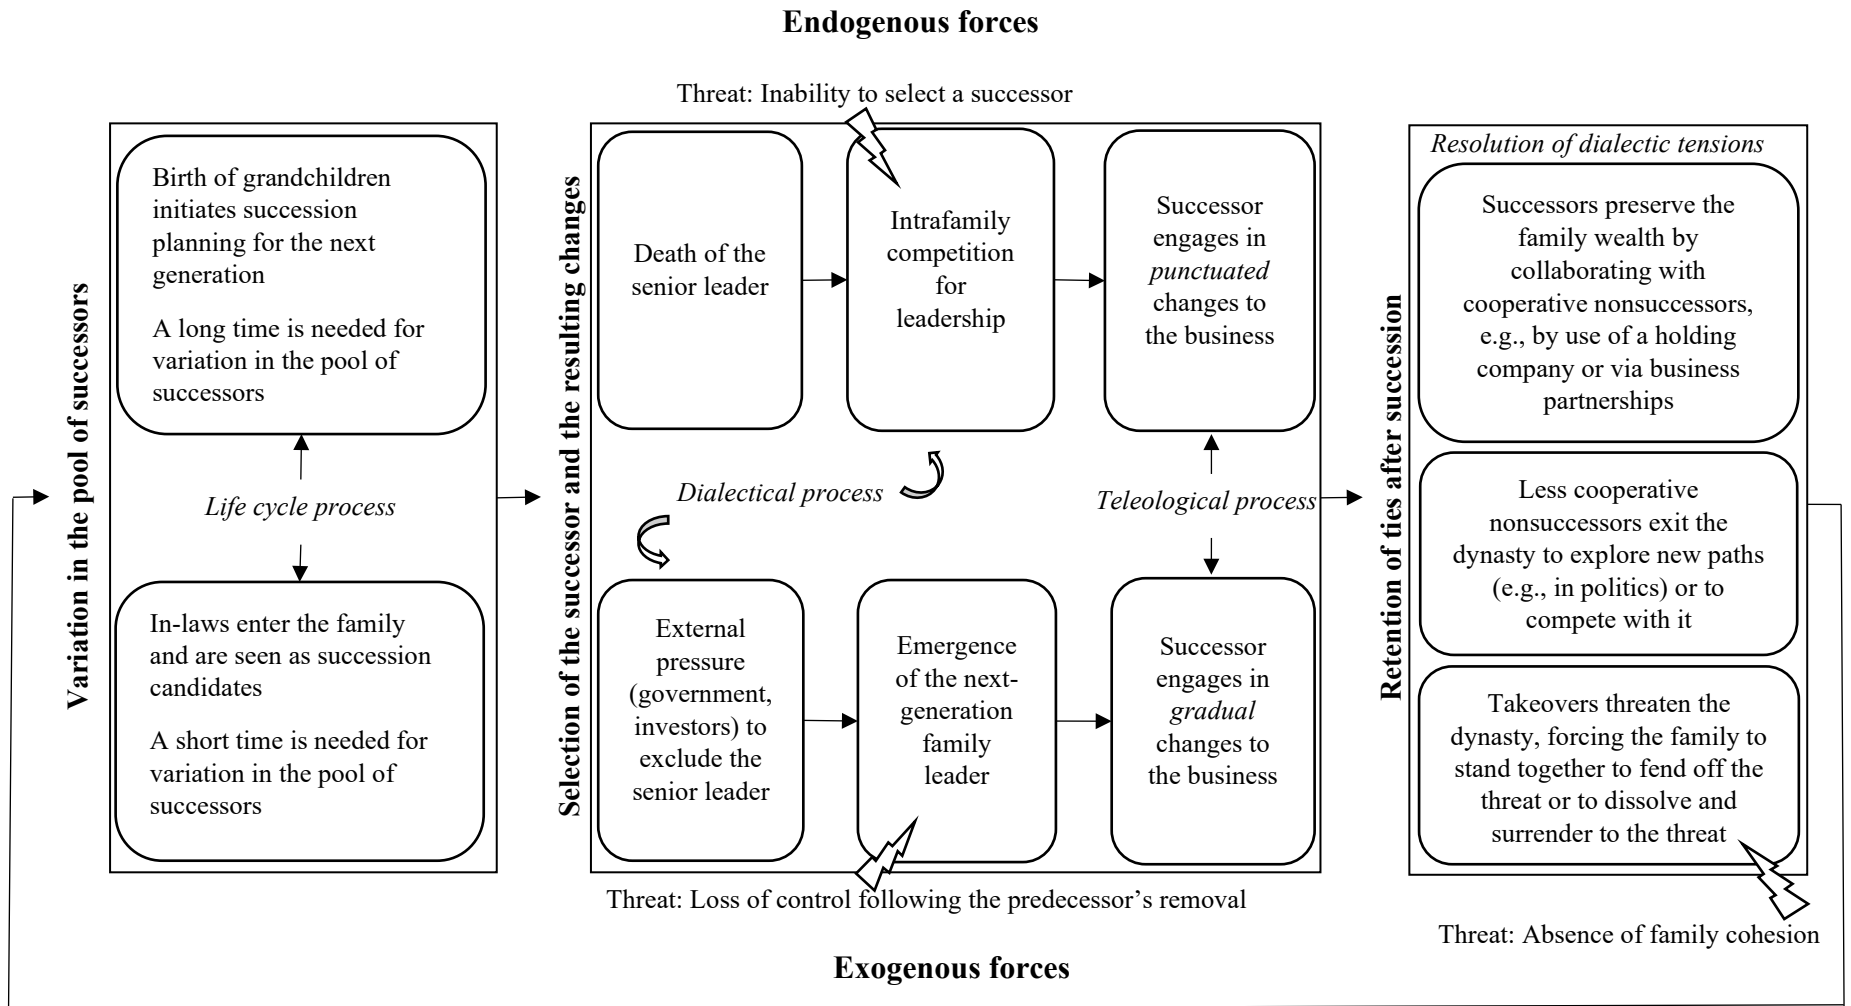 Endogenous forces
Threat: Inability to select a successor
Variation in the pool of successors
Birth of grandchildren
initiates succession
planning for the next
generation
A long time is needed for
variation in the pool of
successors
Life cycle process
In-laws enter the family
and are seen as succession
candidates
A short time is needed for
variation in the pool of
successors
Selection of the successor and the resulting changes
Death of the
senior leader
Intrafamily
competition
for
leadership
Successor
engages in
punctuated
changes to
the business
Dialectical process
Teleological process
External
pressure
(government,
investors) to
exclude the
senior leader
Emergence
of the next-
generation
family
leader
Successor
engages in
gradual
changes to
the business
Threat: Loss of control following the predecessor’s removal
Retention of ties after succession
Resolution of dialectic tensions
Successors preserve the
family wealth by
collaborating with
cooperative nonsuccessors,
e.g., by use of a holding
company or via business
partnerships
Less cooperative
nonsuccessors exit the
dynasty to explore new paths
(e.g., in politics) or to
compete with it
Takeovers threaten the
dynasty, forcing the family to
stand together to fend off the
threat or to dissolve and
surrender to the threat
Threat: Absence of family cohesion
Exogenous forces